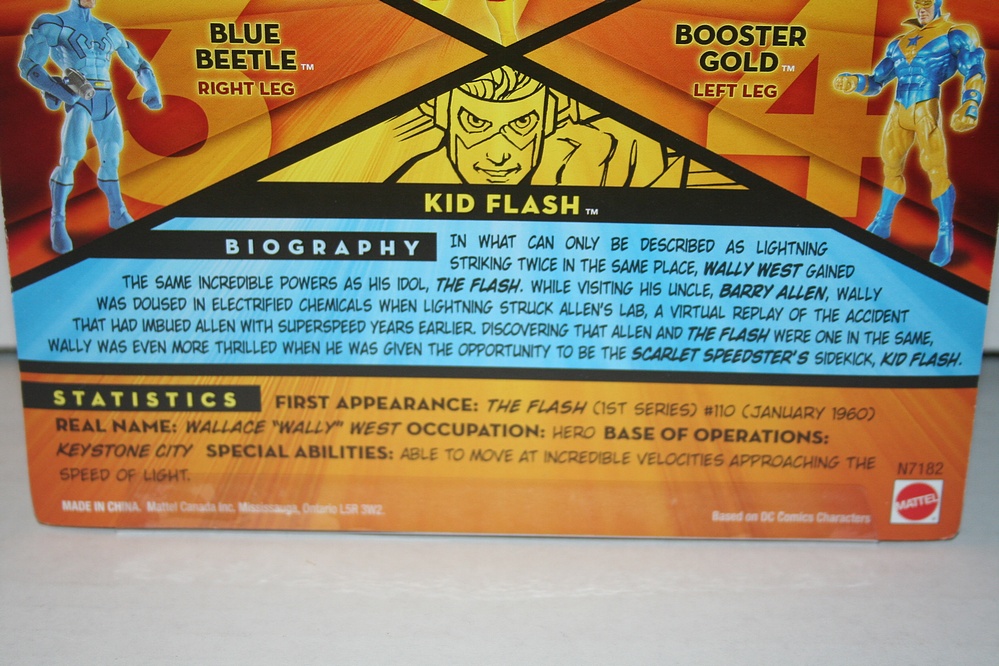 BLUE
BEETLE™
RIGHT LEG
3
BOOSTER
GOLD™
LEFT LEG
4
KID FLASH™
BIOGRAPHY IN WHAT CAN ONLY BE DESCRIBED AS LIGHTNING
STRIKING TWICE IN THE SAME PLACE, WALLY WEST GAINED
THE SAME INCREDIBLE POWERS AS HIS IDOL, THE FLASH. WHILE VISITING HIS UNCLE, BARRY ALLEN, WALLY
WAS DOUSED IN ELECTRIFIED CHEMICALS WHEN LIGHTNING STRUCK ALLEN'S LAB, A VIRTUAL REPLAY OF THE ACCIDENT
THAT HAD IMBUED ALLEN WITH SUPERSPEED YEARS EARLIER. DISCOVERING THAT ALLEN AND THE FLASH WERE ONE IN THE SAME,
WALLY WAS EVEN MORE THRILLED WHEN HE WAS GIVEN THE OPPORTUNITY TO BE THE SCARLET SPEEDSTER'S SIDEKICK, KID FLASH.
STATISTICS FIRST APPEARANCE: THE FLASH (1ST SERIES) #110 (JANUARY 1960)
REAL NAME: WALLACE "WALLY" WEST OCCUPATION: HERO BASE OF OPERATIONS:
KEYSTONE CITY SPECIAL ABILITIES: ABLE TO MOVE AT INCREDIBLE VELOCITIES APPROACHING THE
SPEED OF LIGHT.
N7182
MADE IN CHINA. Mattel Canada Inc., Mississauga, Ontario L5R 3W2.
Based on DC Comics Characters
MATTEL